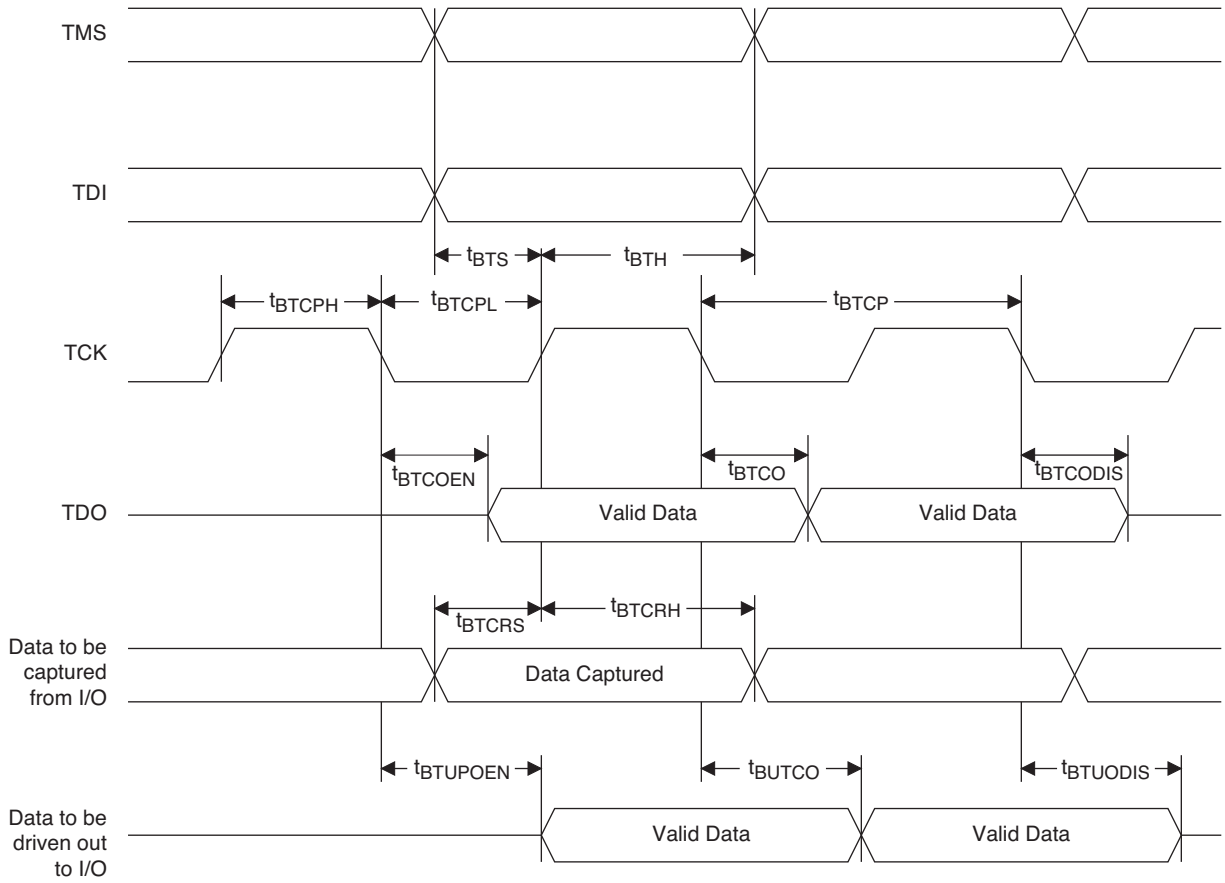 TMS
TDI
tBTS
tBTH
tBTCPH
tBTCPL
tBTCP
TCK
tBTCOEN
tBTCO
tBTCODIS
TDO
Valid Data
Valid Data
tBTCRS
tBTCRH
Data to be
captured
from I/O
Data Captured
tBTUPOEN
tBUTCO
tBTUODIS
Data to be
driven out
to I/O
Valid Data
Valid Data